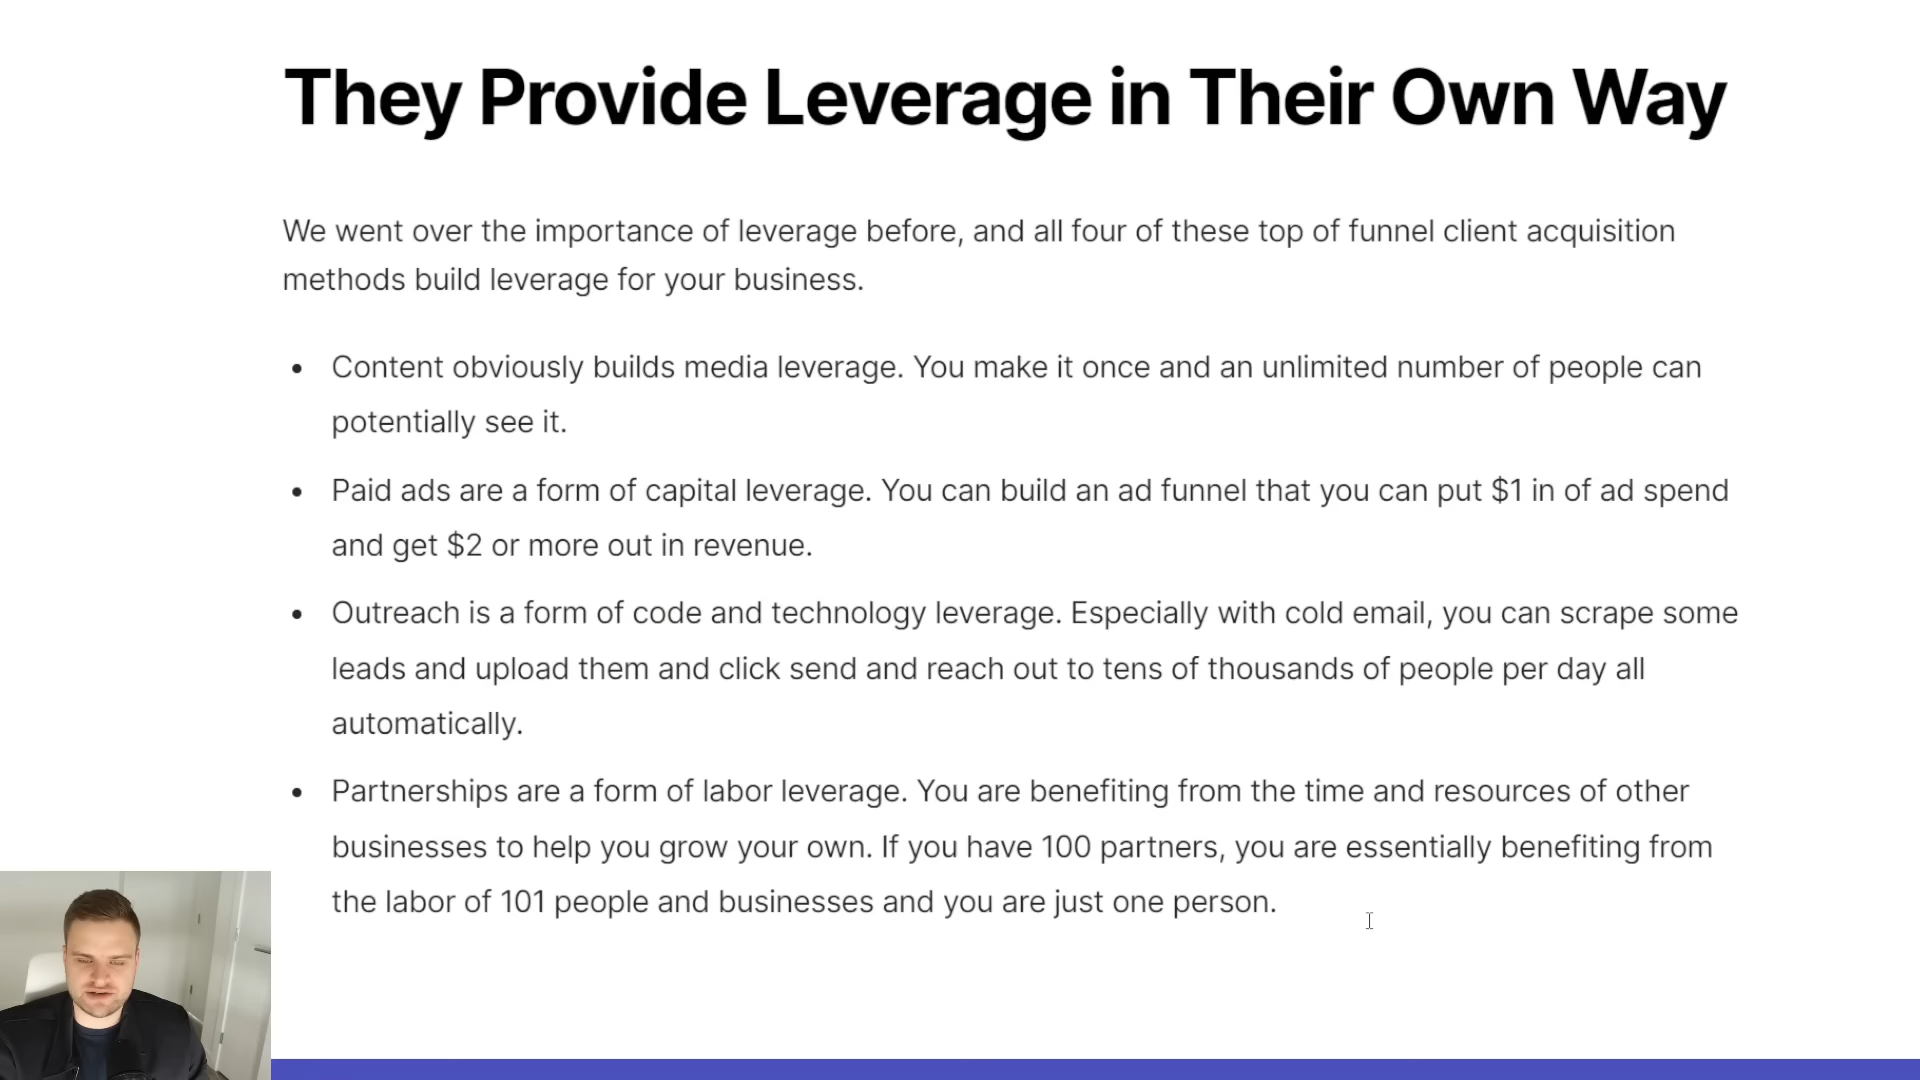 They Provide Leverage in Their Own Way
We went over the importance of leverage before, and all four of these top of funnel client acquisition
methods build leverage for your business.
• Content obviously builds media leverage. You make it once and an unlimited number of people can
potentially see it.
• Paid ads are a form of capital leverage. You can build an ad funnel that you can put $1 in of ad spend
and get $2 or more out in revenue.
• Outreach is a form of code and technology leverage. Especially with cold email, you can scrape some
leads and upload them and click send and reach out to tens of thousands of people per day all
automatically.
• Partnerships are a form of labor leverage. You are benefiting from the time and resources of other
businesses to help you grow your own. If you have 100 partners, you are essentially benefiting from
the labor of 101 people and businesses and you are just one person.